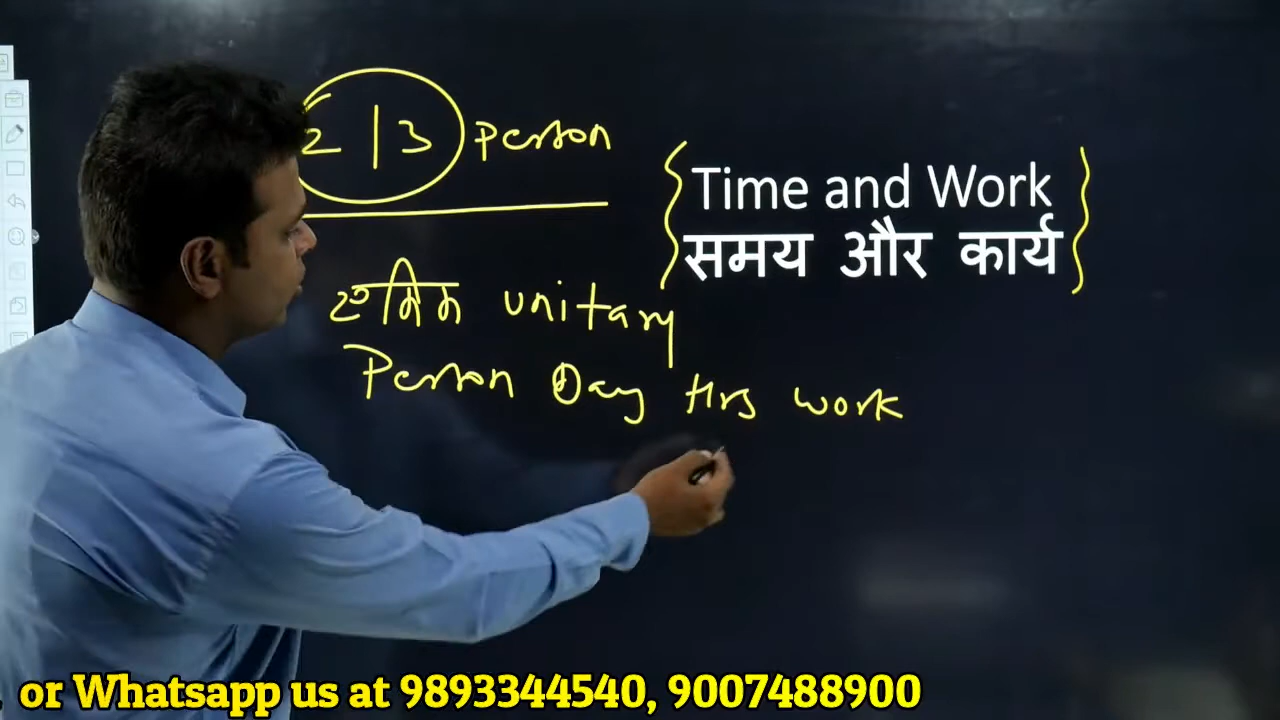 2 | 3 person
Time and Work
समय और कार्य
unitary
Person Day Hrs work
or Whatsapp us at 9893344540, 9007488900